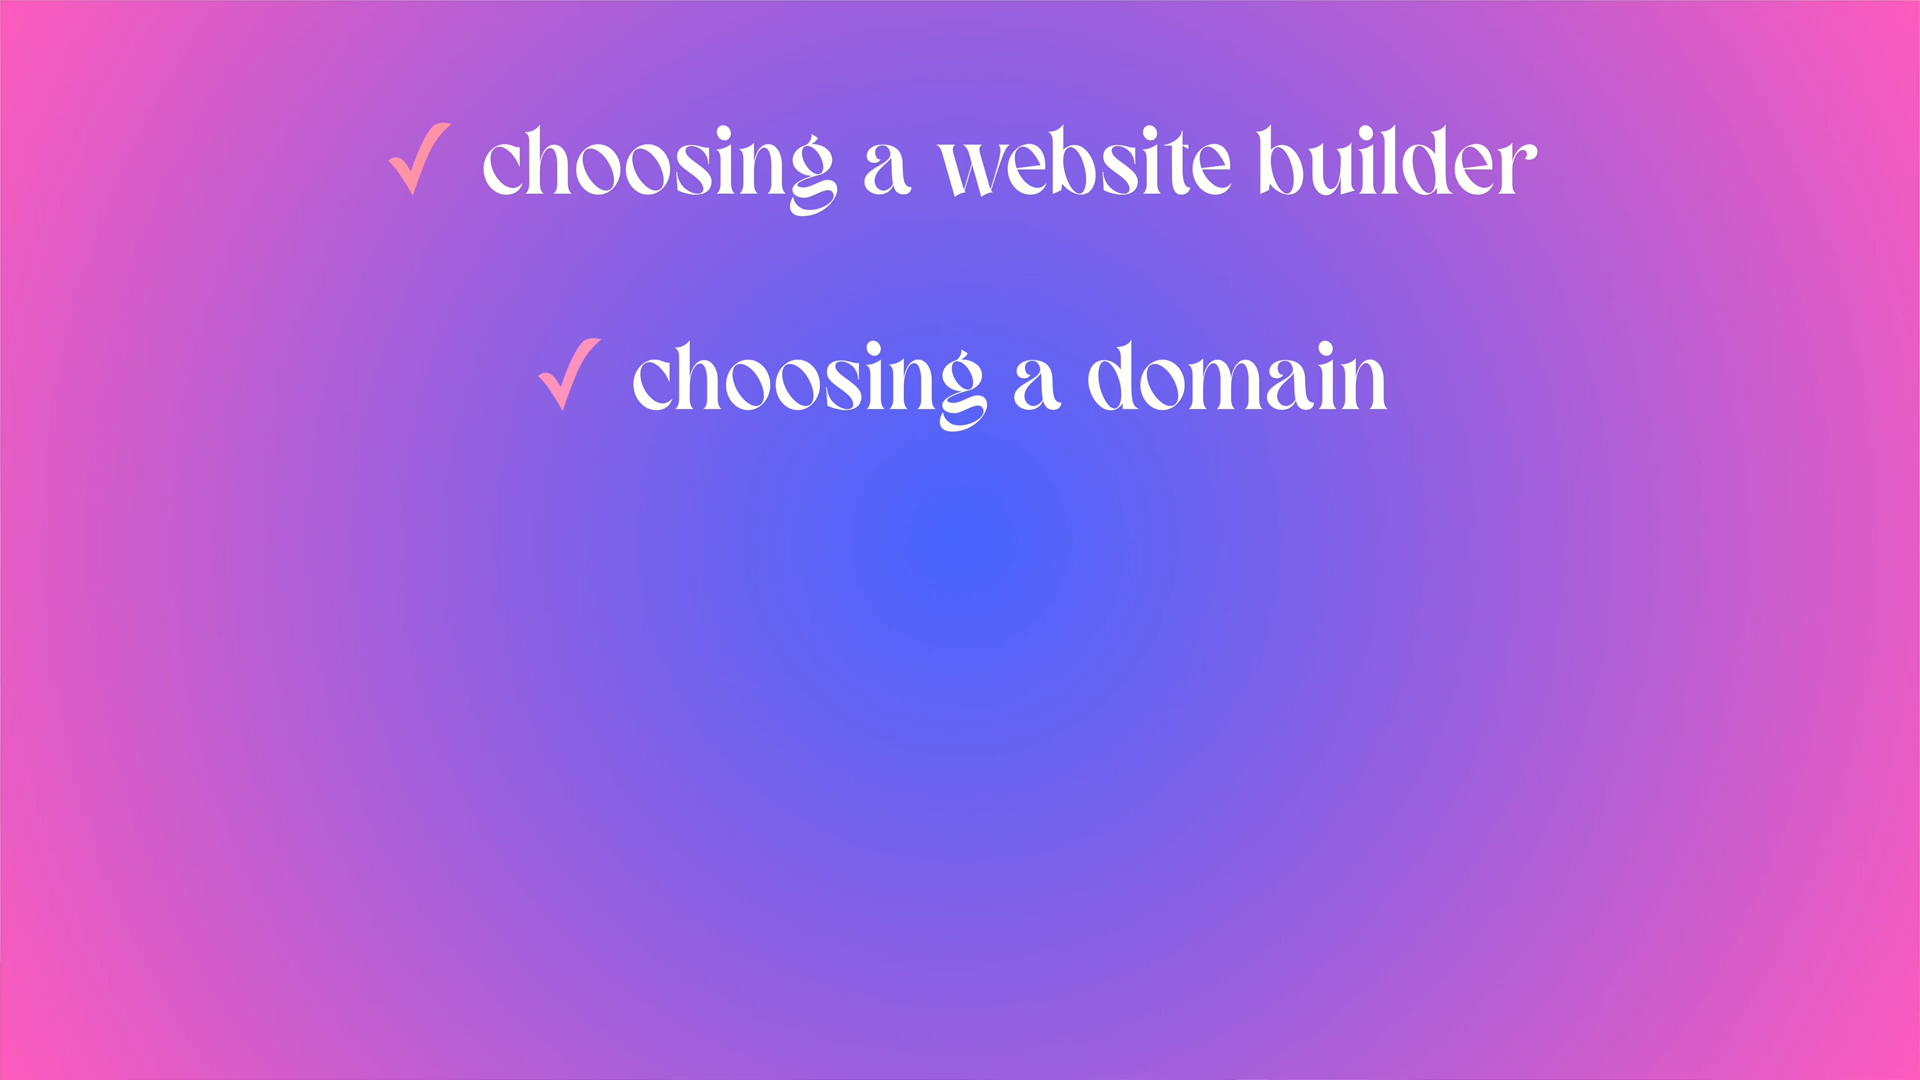 ✓ choosing a website builder
✓ choosing a domain